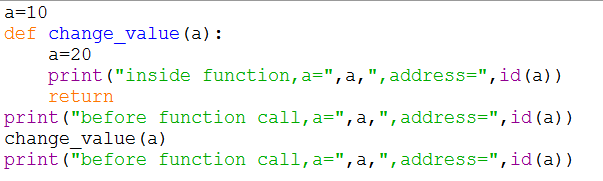 a=10
def change_value(a):
    a=20
    print("inside function,a=",a,",address=",id(a))
    return
print("before function call,a=",a,",address=",id(a))
change_value(a)
print("before function call,a=",a,",address=",id(a))